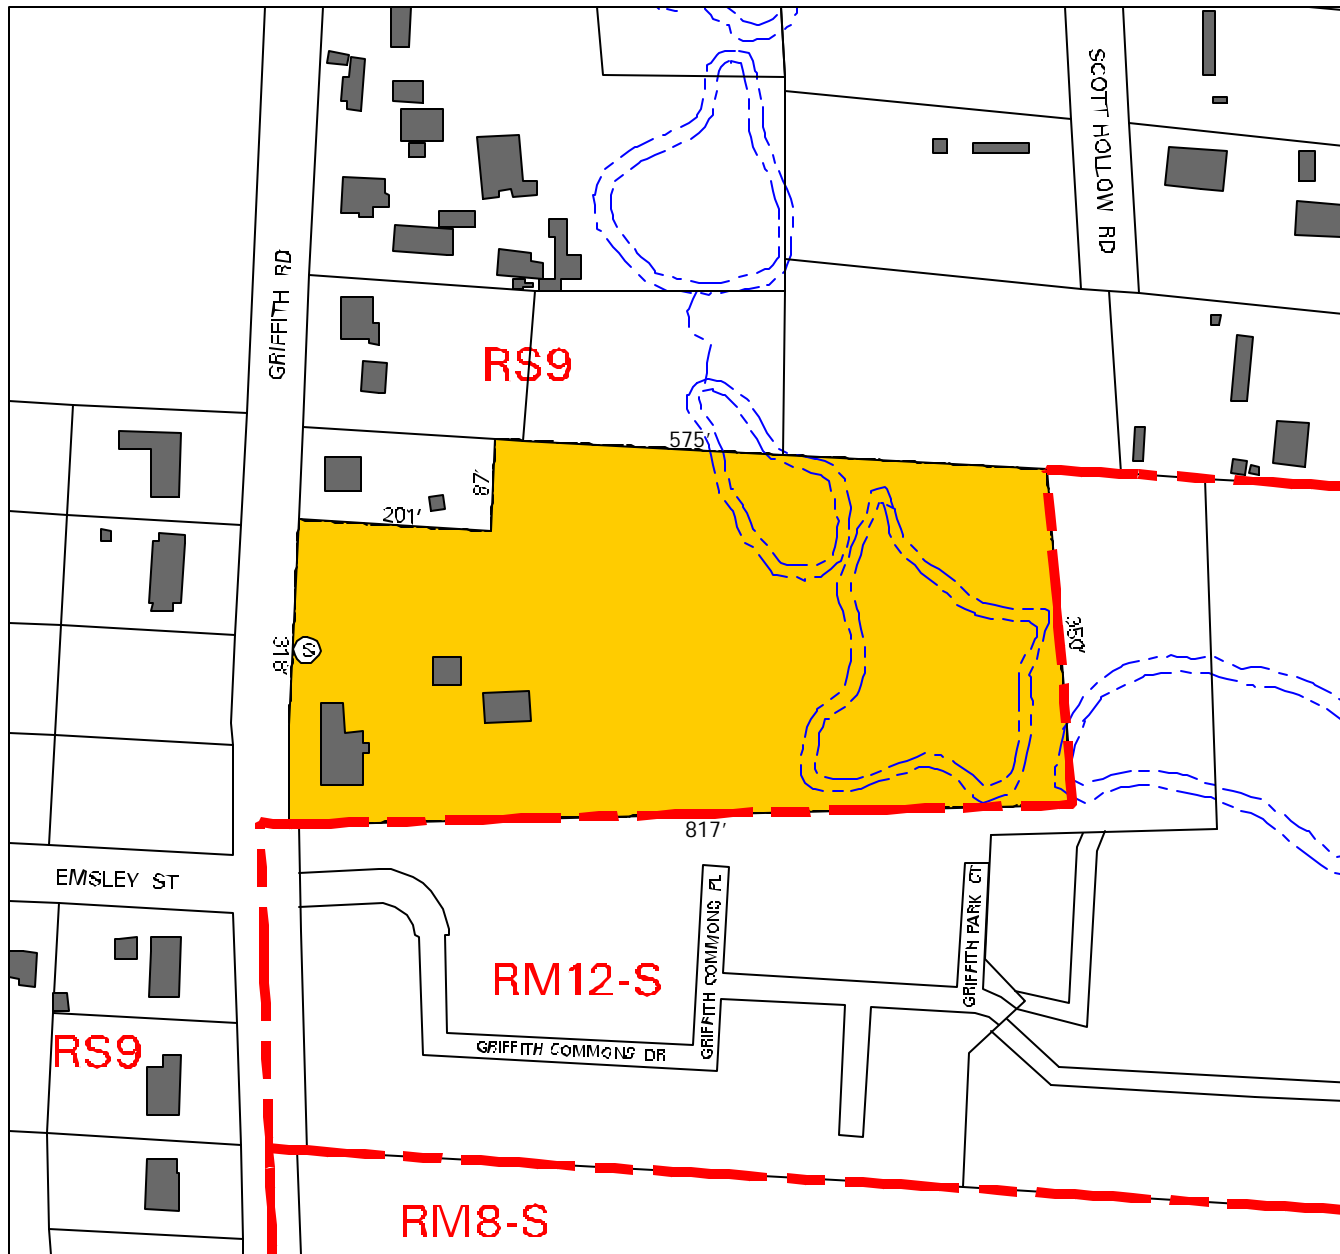 SCOTT HOLLOW RD
GRIFFITH RD
RS9
575'
87'
201'
318'
S
350'
817'
EMSLEY ST
GRIFFITH COMMONS PL
GRIFFITH PARK CT
RM12-S
RS9
GRIFFITH COMMONS DR
RM8-S